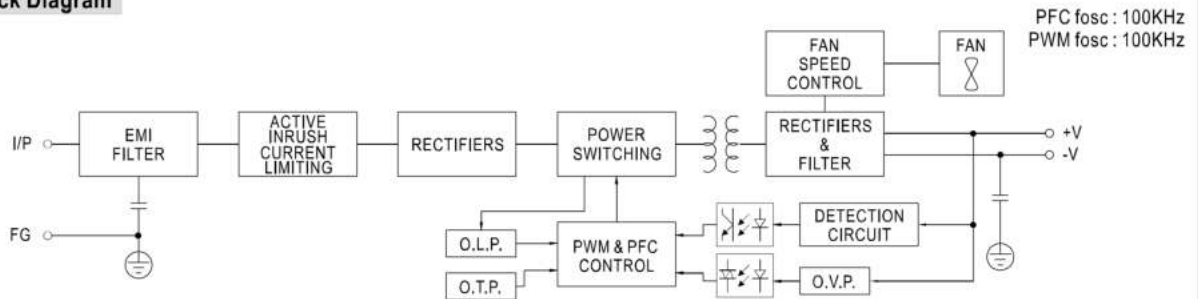 ck Diagram
PFC fosc : 100KHz
PWM fosc : 100KHz
FAN
SPEED
CONTROL
FAN
I/P
EMI
FILTER
ACTIVE
INRUSH
CURRENT
LIMITING
RECTIFIERS
POWER
SWITCHING
RECTIFIERS
&
FILTER
+V
-V
FG
O.L.P.
O.T.P.
PWM & PFC
CONTROL
DETECTION
CIRCUIT
O.V.P.